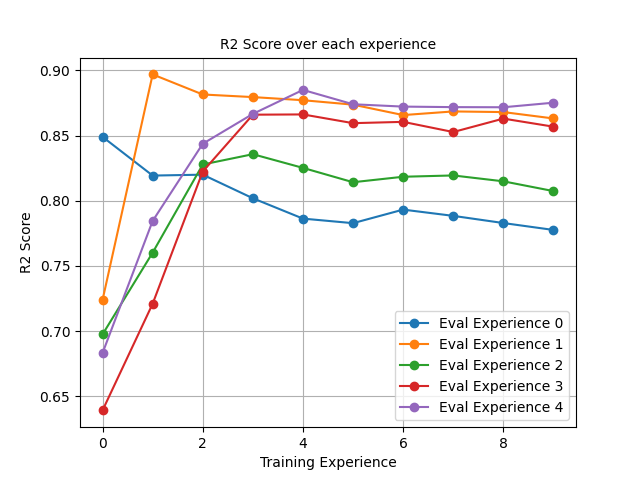 R2 Score over each experience
R2 Score
0.90
0.85
0.80
0.75
0.70
0.65
0 2 4 6 8
Training Experience
Eval Experience 0
Eval Experience 1
Eval Experience 2
Eval Experience 3
Eval Experience 4